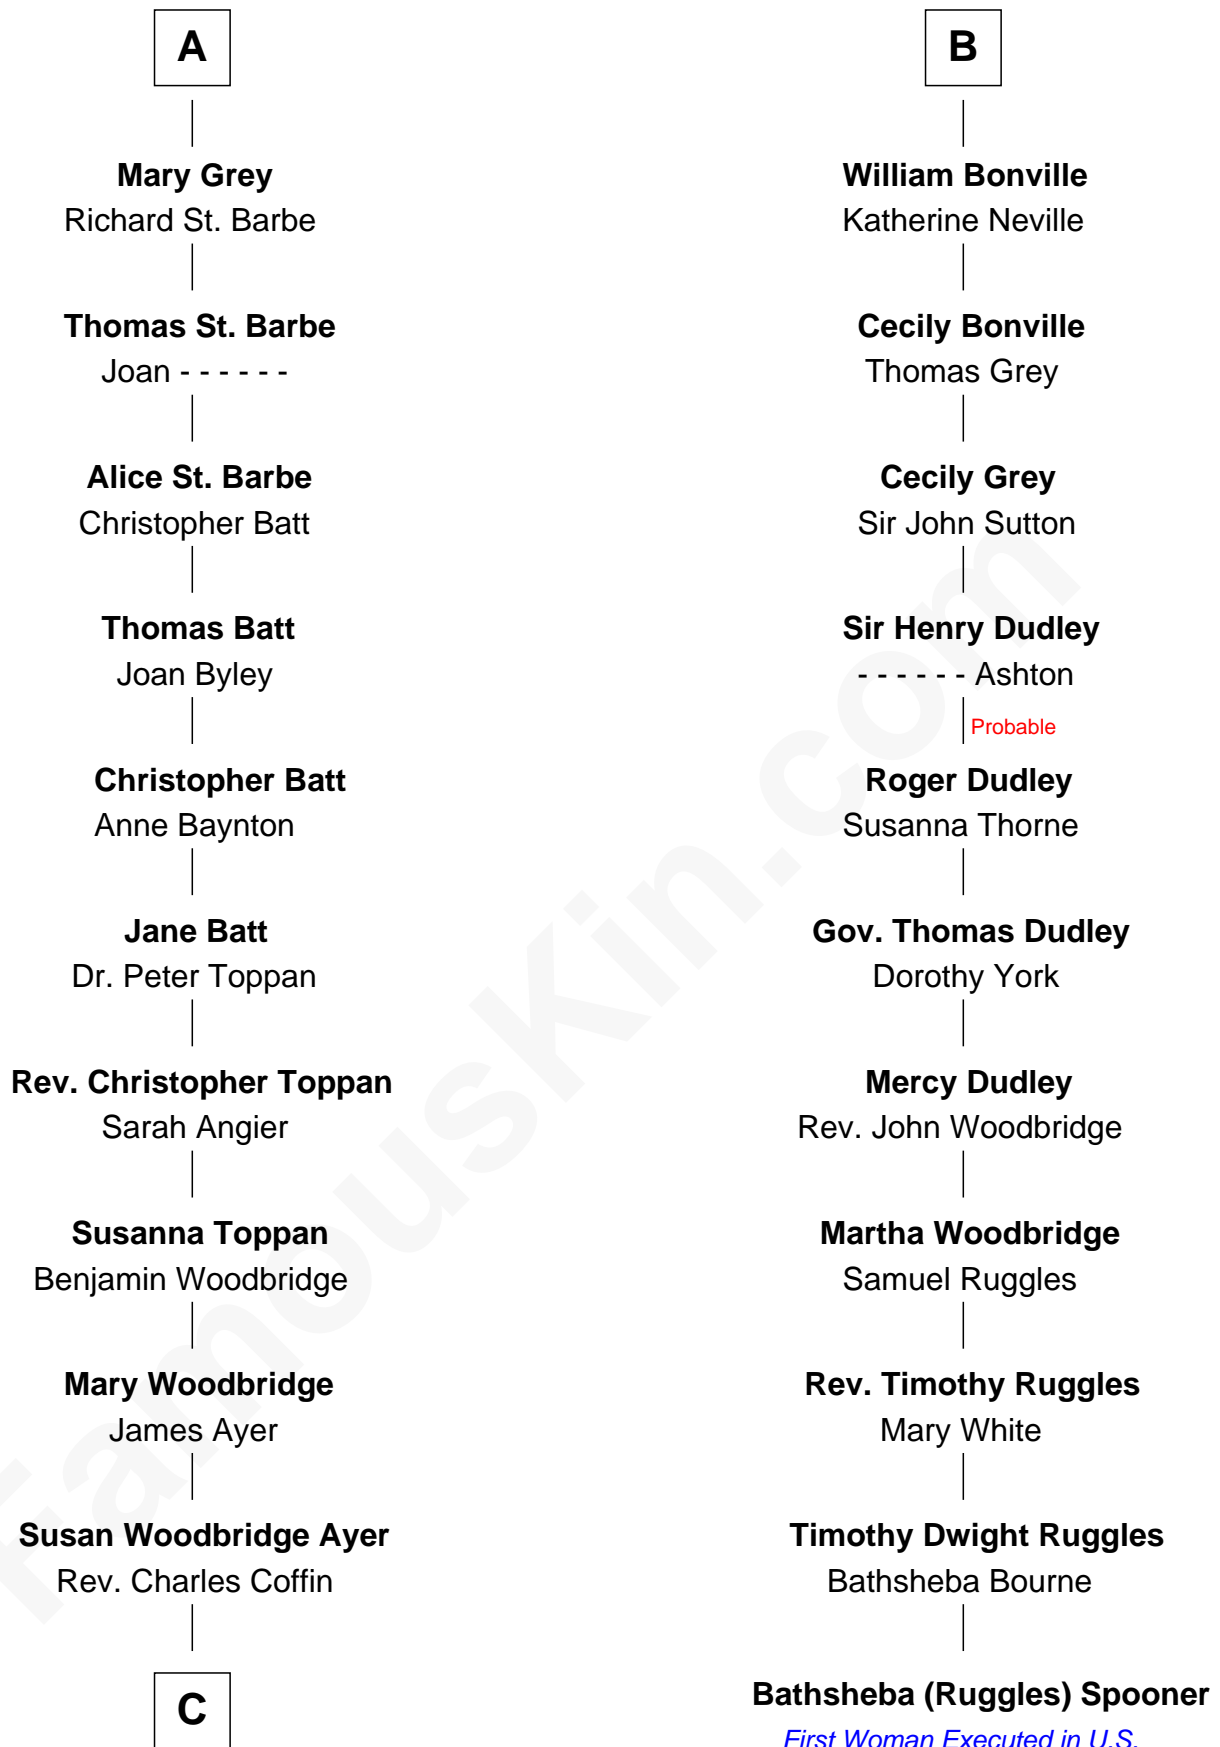 A
Mary Grey
Richard St. Barbe
Thomas St. Barbe
Joan - - - - - -
Alice St. Barbe
Christopher Batt
Thomas Batt
Joan Byley
Christopher Batt
Anne Baynton
Jane Batt
Dr. Peter Toppan
Rev. Christopher Toppan
Sarah Angier
Susanna Toppan
Benjamin Woodbridge
Mary Woodbridge
James Ayer
Susan Woodbridge Ayer
Rev. Charles Coffin
C
B
William Bonville
Katherine Neville
Cecily Bonville
Thomas Grey
Cecily Grey
Sir John Sutton
Sir Henry Dudley
- - - - - - Ashton
Probable
Roger Dudley
Susanna Thorne
Gov. Thomas Dudley
Dorothy York
Mercy Dudley
Rev. John Woodbridge
Martha Woodbridge
Samuel Ruggles
Rev. Timothy Ruggles
Mary White
Timothy Dwight Ruggles
Bathsheba Bourne
Bathsheba (Ruggles) Spooner
First Woman Executed in U.S.
FamousKin.com